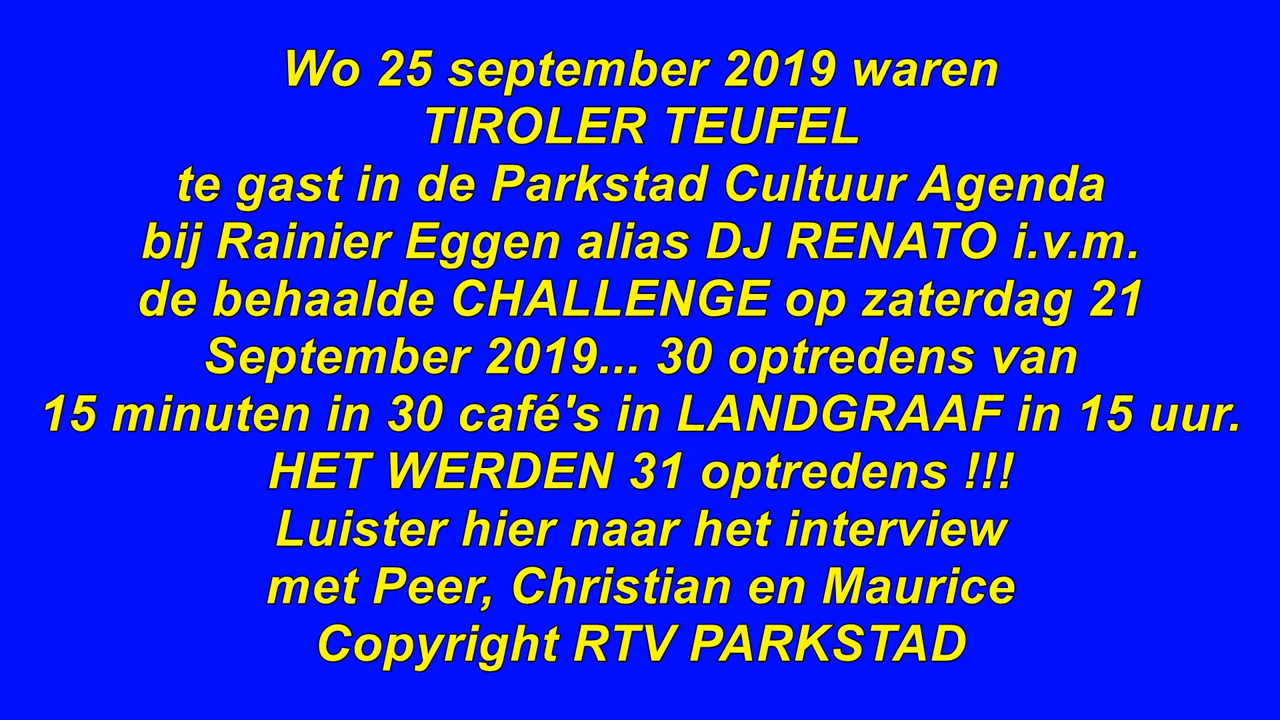 Wo 25 september 2019 waren
TIROLER TEUFEL
te gast in de Parkstad Cultuur Agenda
bij Rainier Eggen alias DJ RENATO i.v.m.
de behaalde CHALLENGE op zaterdag 21
September 2019... 30 optredens van
15 minuten in 30 café's in LANDGRAAF in 15 uur.
HET WERDEN 31 optredens !!!
Luister hier naar het interview
met Peer, Christian en Maurice
Copyright RTV PARKSTAD